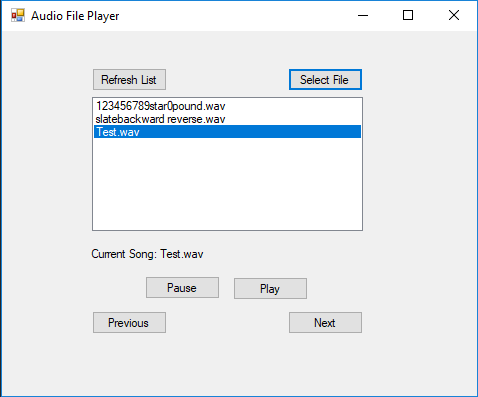 Audio File Player
Refresh List
Select File
123456789star0pound.wav
slatebackward reverse.wav
Test.wav
Current Song: Test.wav
Pause
Play
Previous
Next